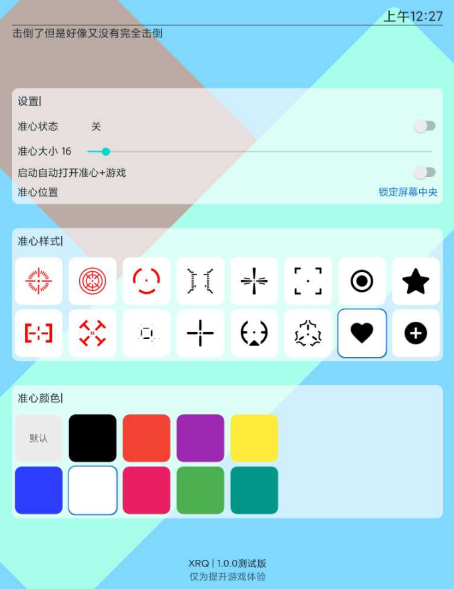 上午12:27
击倒了但是好像又没有完全击倒
设置|
准心状态 关
准心大小 16
启动自动打开准心+游戏
准心位置 锁定屏幕中央
准心样式|
准心颜色|
默认
XRQ | 1.0.0测试版
仅为提升游戏体验